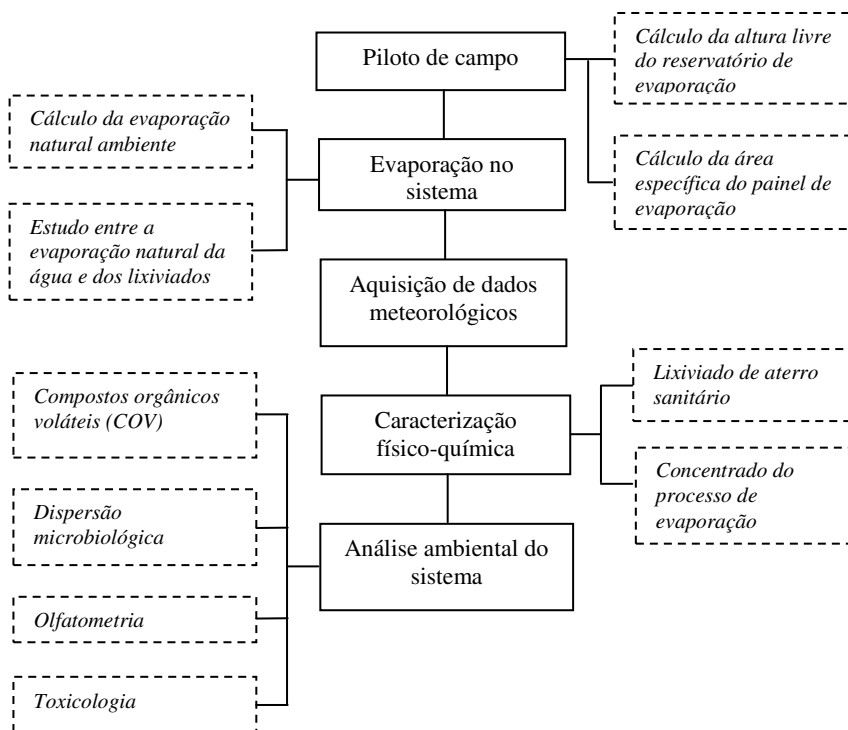 Piloto de campo
Cálculo da altura livre
do reservatório de
evaporação
Cálculo da evaporação
natural ambiente
Evaporação no
sistema
Cálculo da área
específica do painel de
evaporação
Estudo entre a
evaporação natural da
água e dos lixiviados
Aquisição de dados
meteorológicos
Compostos orgânicos
voláteis (COV)
Caracterização
físico-química
Lixiviado de aterro
sanitário
Concentrado do
processo de
evaporação
Dispersão
microbiológica
Análise ambiental do
sistema
Olfatometria
Toxicologia